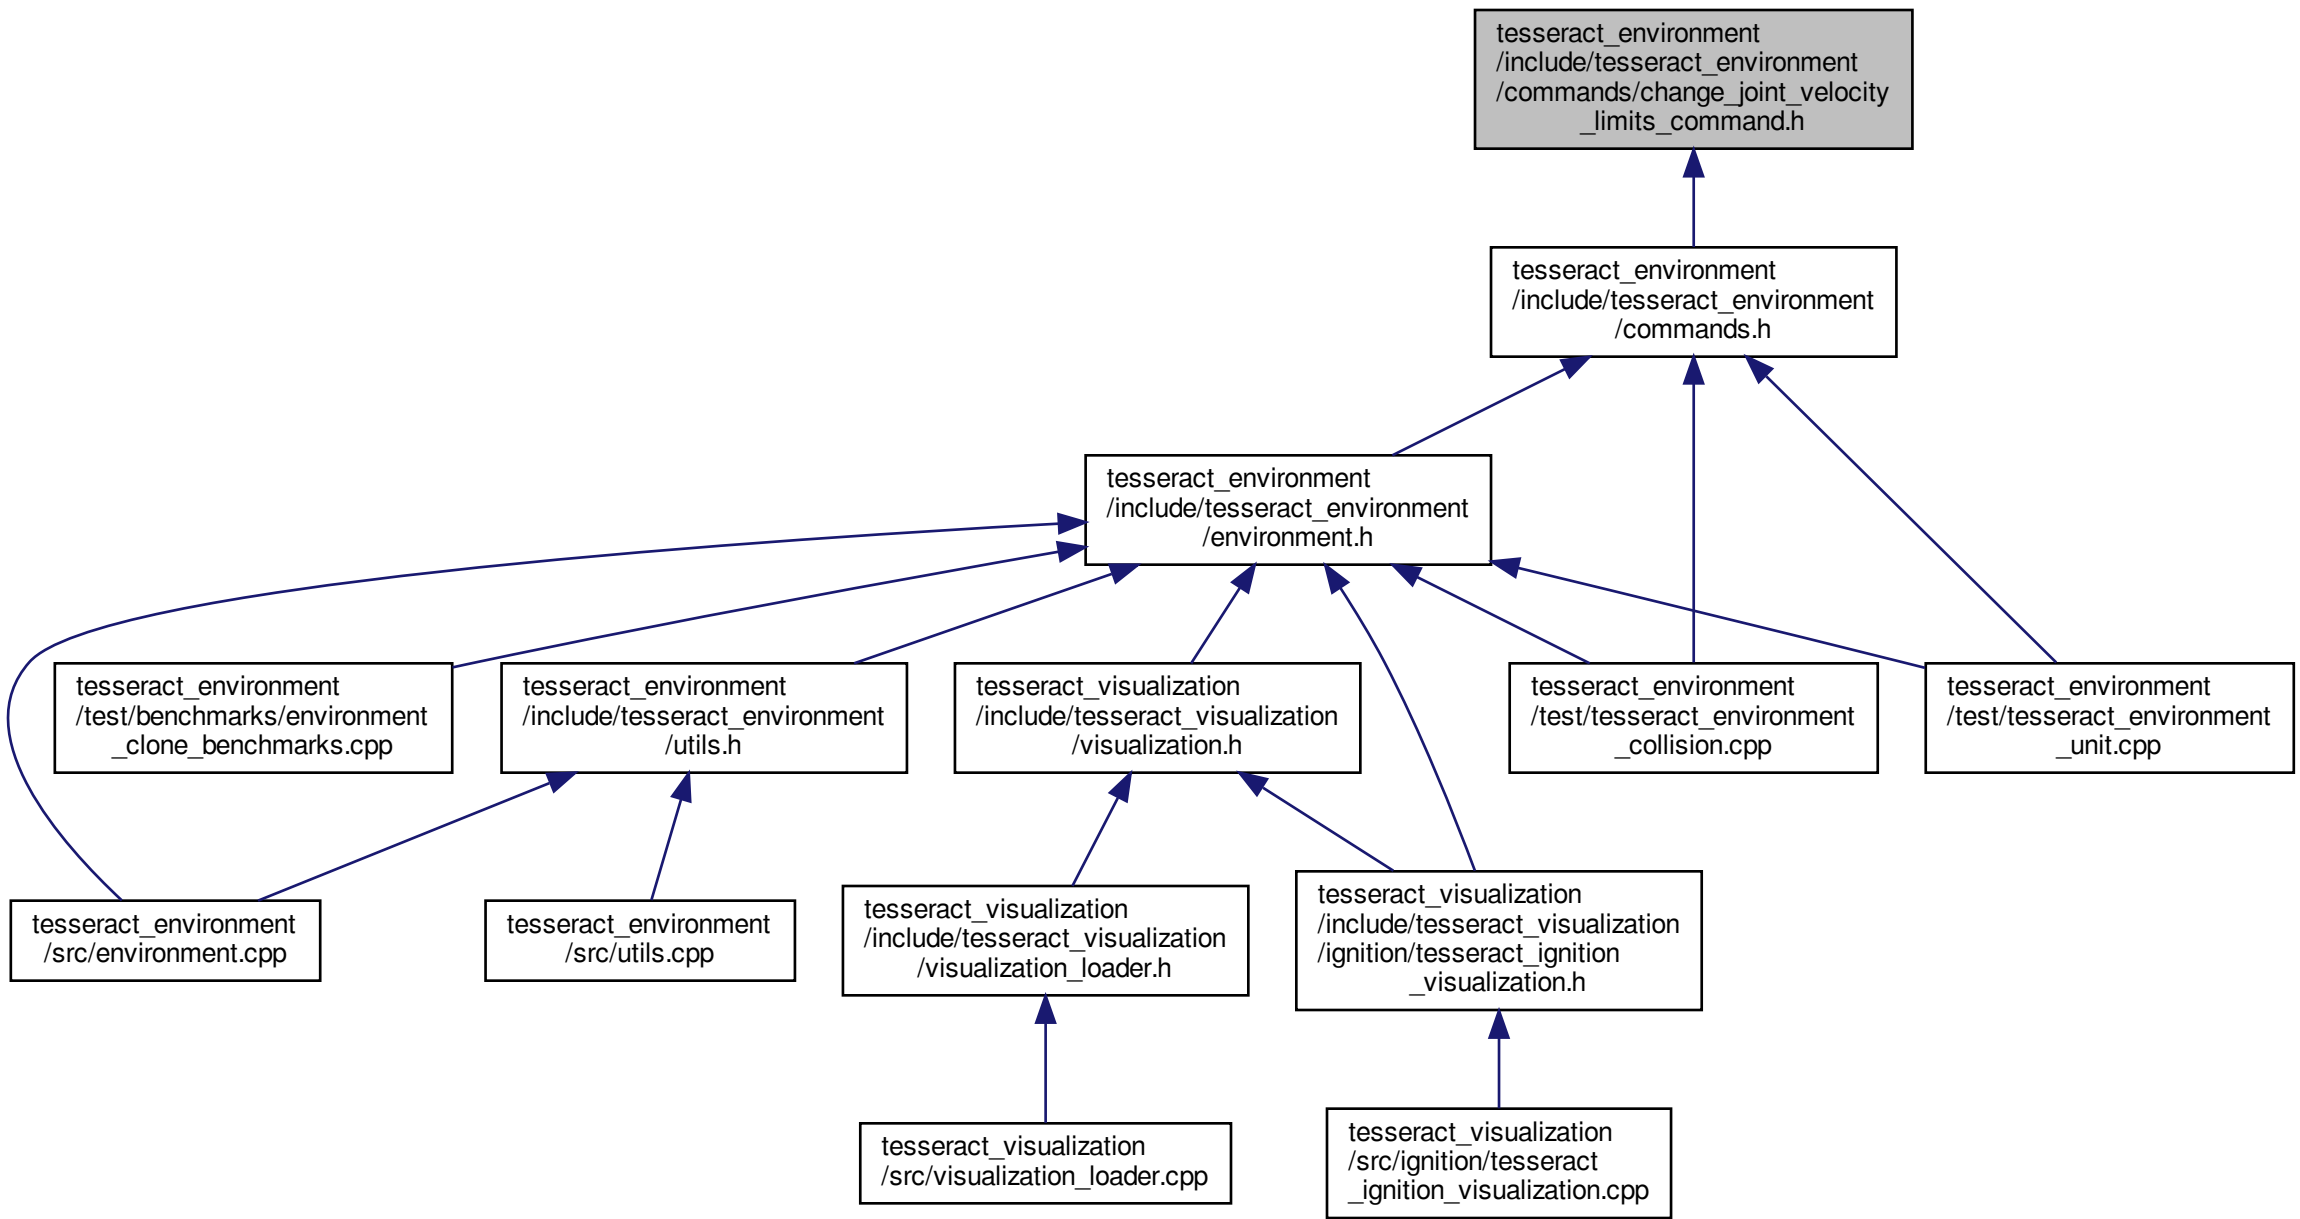 tesseract_environment
/include/tesseract_environment
/commands/change_joint_velocity
_limits_command.h
tesseract_environment
/include/tesseract_environment
/commands.h
tesseract_environment
/include/tesseract_environment
/environment.h
tesseract_environment
/test/benchmarks/environment
_clone_benchmarks.cpp
tesseract_environment
/include/tesseract_environment
/utils.h
tesseract_visualization
/include/tesseract_visualization
/visualization.h
tesseract_environment
/test/tesseract_environment
_collision.cpp
tesseract_environment
/test/tesseract_environment
_unit.cpp
tesseract_environment
/src/environment.cpp
tesseract_environment
/src/utils.cpp
tesseract_visualization
/include/tesseract_visualization
/visualization_loader.h
tesseract_visualization
/include/tesseract_visualization
/ignition/tesseract_ignition
_visualization.h
tesseract_visualization
/src/visualization_loader.cpp
tesseract_visualization
/src/ignition/tesseract
_ignition_visualization.cpp